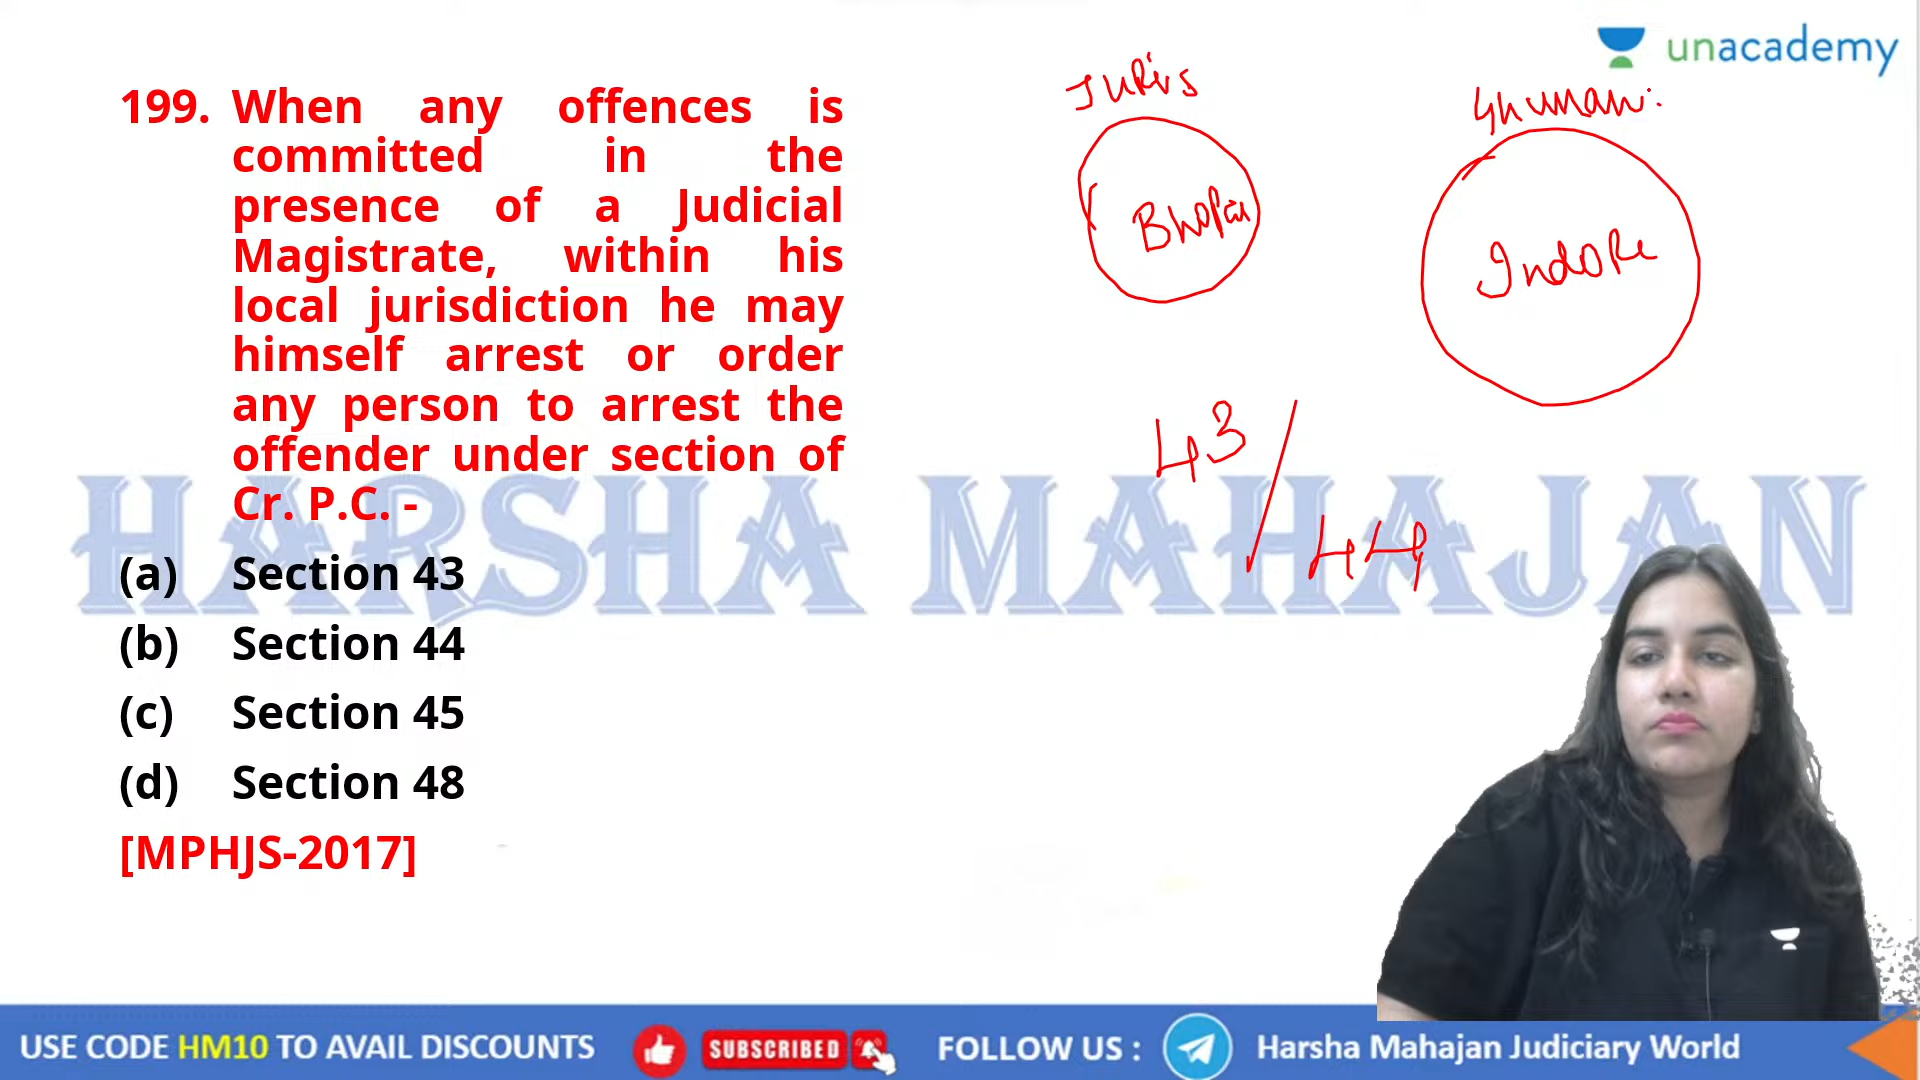 unacademy
199. When any offences is
committed in the
presence of a Judicial
Magistrate, within his
local jurisdiction he may
himself arrest or order
any person to arrest the
offender under section of
Cr. P.C. -
(a) Section 43
(b) Section 44
(c) Section 45
(d) Section 48
[MPHJS-2017]
Juris
Bhopal
Indore
43/
44
HARSHA MAHAJAN
USE CODE HM10 TO AVAIL DISCOUNTS
SUBSCRIBED
FOLLOW US :
Harsha Mahajan Judiciary World